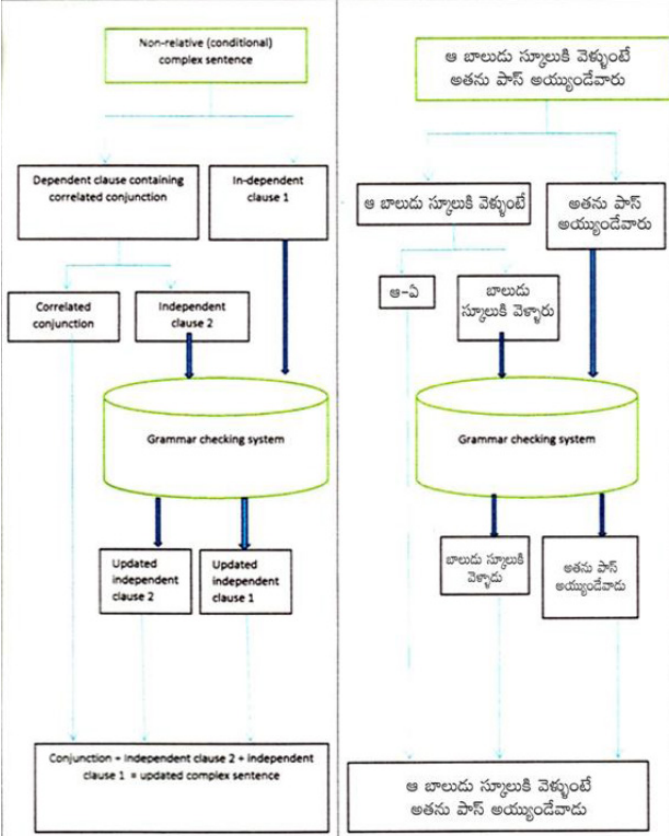 Non-relative (conditional)
complex sentence
Dependent clause containing
correlated conjunction
In-dependent
clause 1
Correlated
conjunction
Independent
clause 2
Grammar checking system
Updated
independent
clause 2
Updated
independent
clause 1
Conjunction + Independent clause 2 + independent
clause 1 = updated complex sentence
ఆ బాలుడు స్కూలుకి వెళ్ళుంటే
అతను పాస్ అయ్యుండేవారు
ఆ బాలుడు స్కూలుకి వెళ్ళుంటే
అతను పాస్
అయ్యుండేవారు
ఆ-ఏ
బాలుడు
స్కూలుకి వెళ్ళారు
Grammar checking system
బాలుడు స్కూలుకి
వెళ్ళాడు
అతను పాస్
అయ్యుండేవాడు
ఆ బాలుడు స్కూలుకి వెళ్ళుంటే
అతను పాస్ అయ్యుండేవాడు